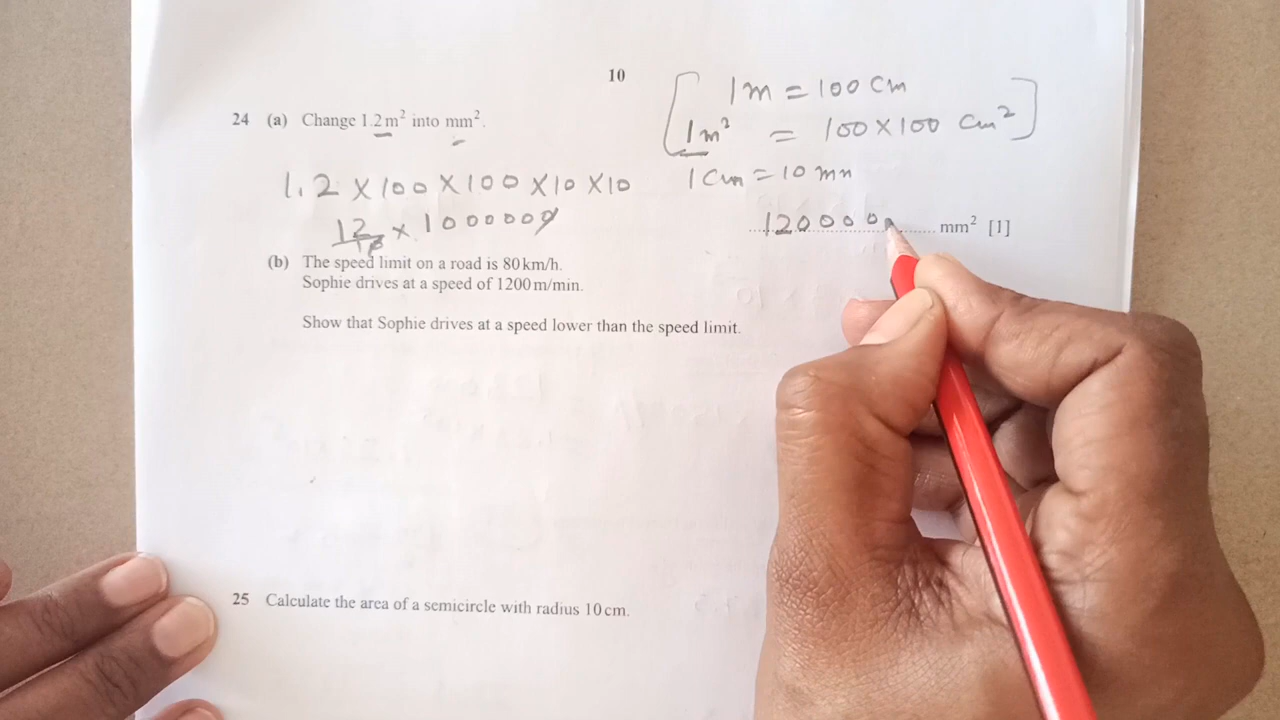 10
1m = 100 cm
24 (a) Change 1.2 m² into mm².
1m² = 100 × 100 cm²
1 cm = 10 mm
1.2 × 100 × 100 × 10 × 10
12/10 × 1000000
120000 mm² [1]
(b) The speed limit on a road is 80 km/h.
Sophie drives at a speed of 1200 m/min.
Show that Sophie drives at a speed lower than the speed limit.
25 Calculate the area of a semicircle with radius 10 cm.